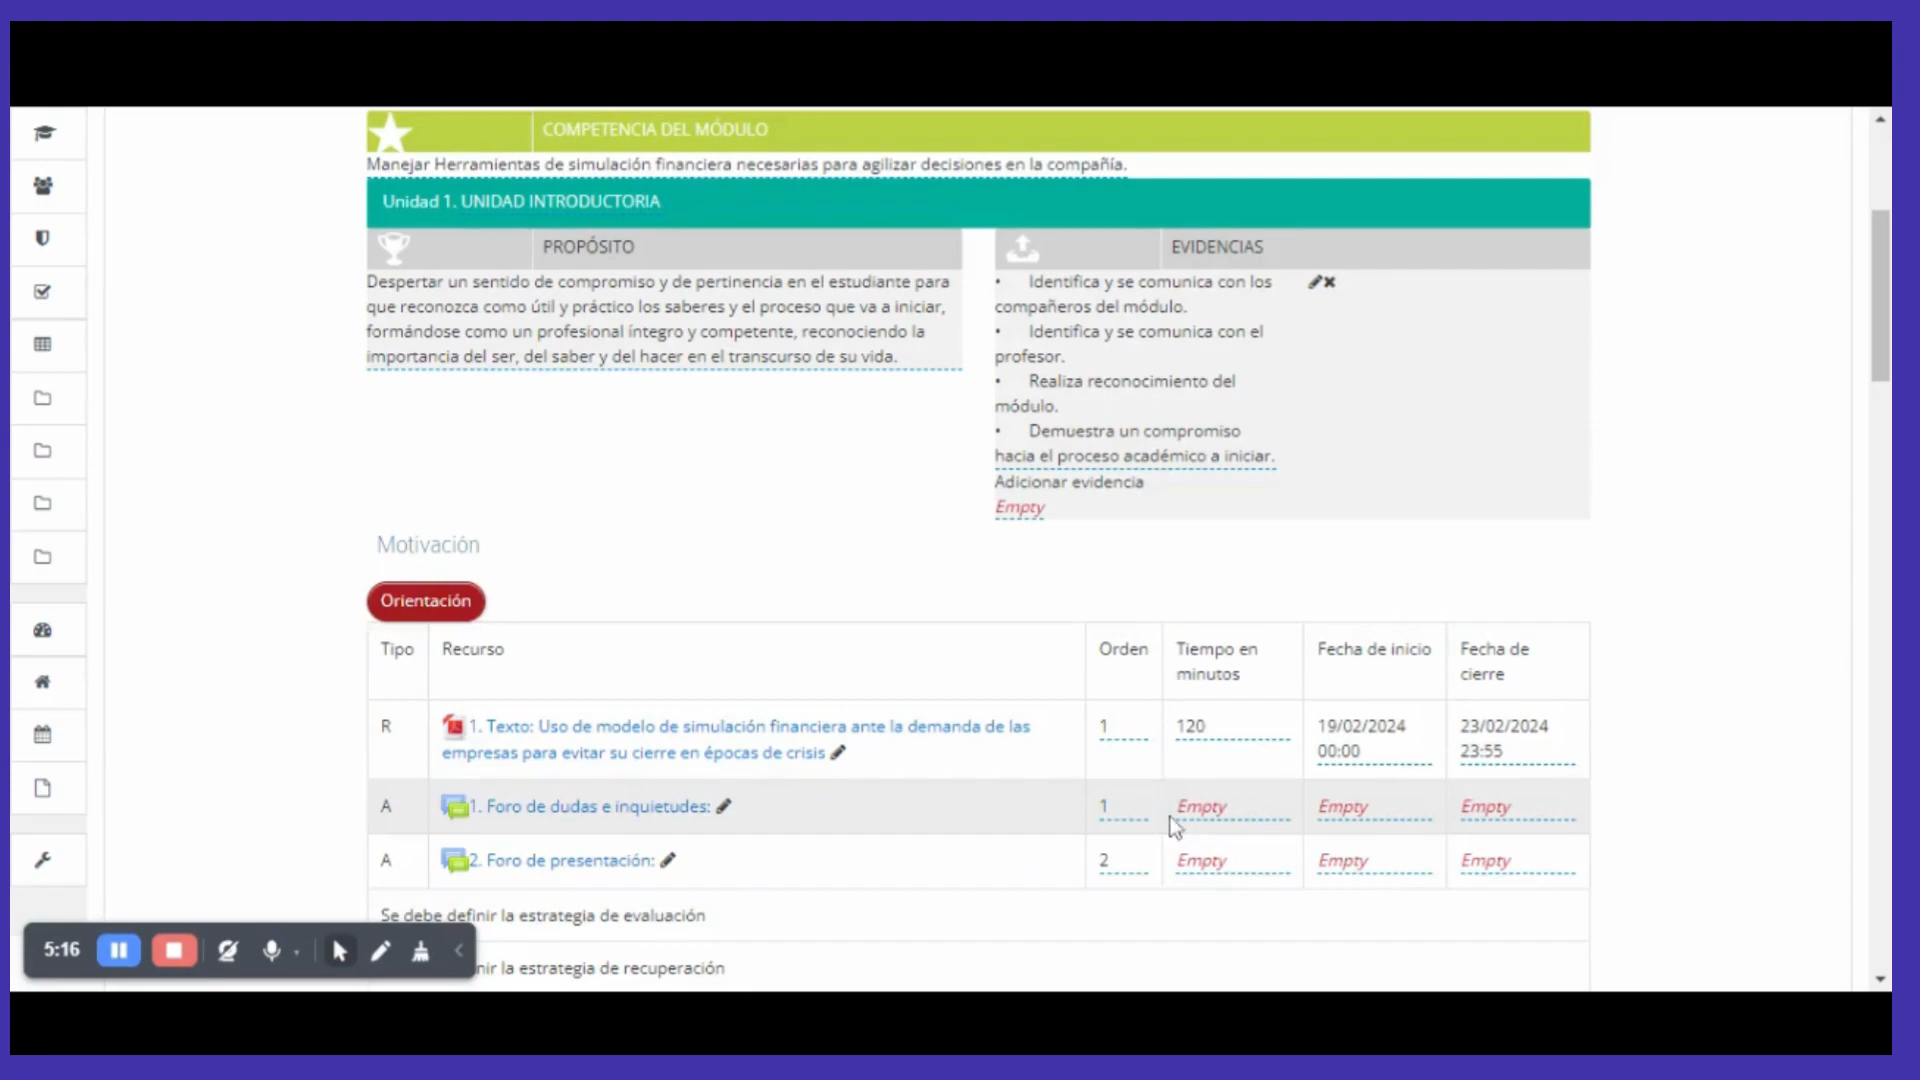 COMPETENCIA DEL MÓDULO
Manejar Herramientas de simulación financiera necesarias para agilizar decisiones en la compañía.
Unidad 1. UNIDAD INTRODUCTORIA
PROPÓSITO
Despertar un sentido de compromiso y de pertinencia en el estudiante para
que reconozca como útil y práctico los saberes y el proceso que va a iniciar,
formándose como un profesional íntegro y competente, reconociendo la
importancia del ser, del saber y del hacer en el transcurso de su vida.
EVIDENCIAS
• Identifica y se comunica con los
compañeros del módulo.
• Identifica y se comunica con el
profesor.
• Realiza reconocimiento del
módulo.
• Demuestra un compromiso
hacia el proceso académico a iniciar.
Adicionar evidencia
Empty
Motivación
Orientación
Tipo Recurso Orden Tiempo en minutos Fecha de inicio Fecha de cierre
R 1. Texto: Uso de modelo de simulación financiera ante la demanda de las 1 120 19/02/2024 23/02/2024
empresas para evitar su cierre en épocas de crisis 00:00 23:55
A 1. Foro de dudas e inquietudes: 1 Empty Empty Empty
A 2. Foro de presentación: 2 Empty Empty Empty
Se debe definir la estrategia de evaluación
nir la estrategia de recuperación
5:16